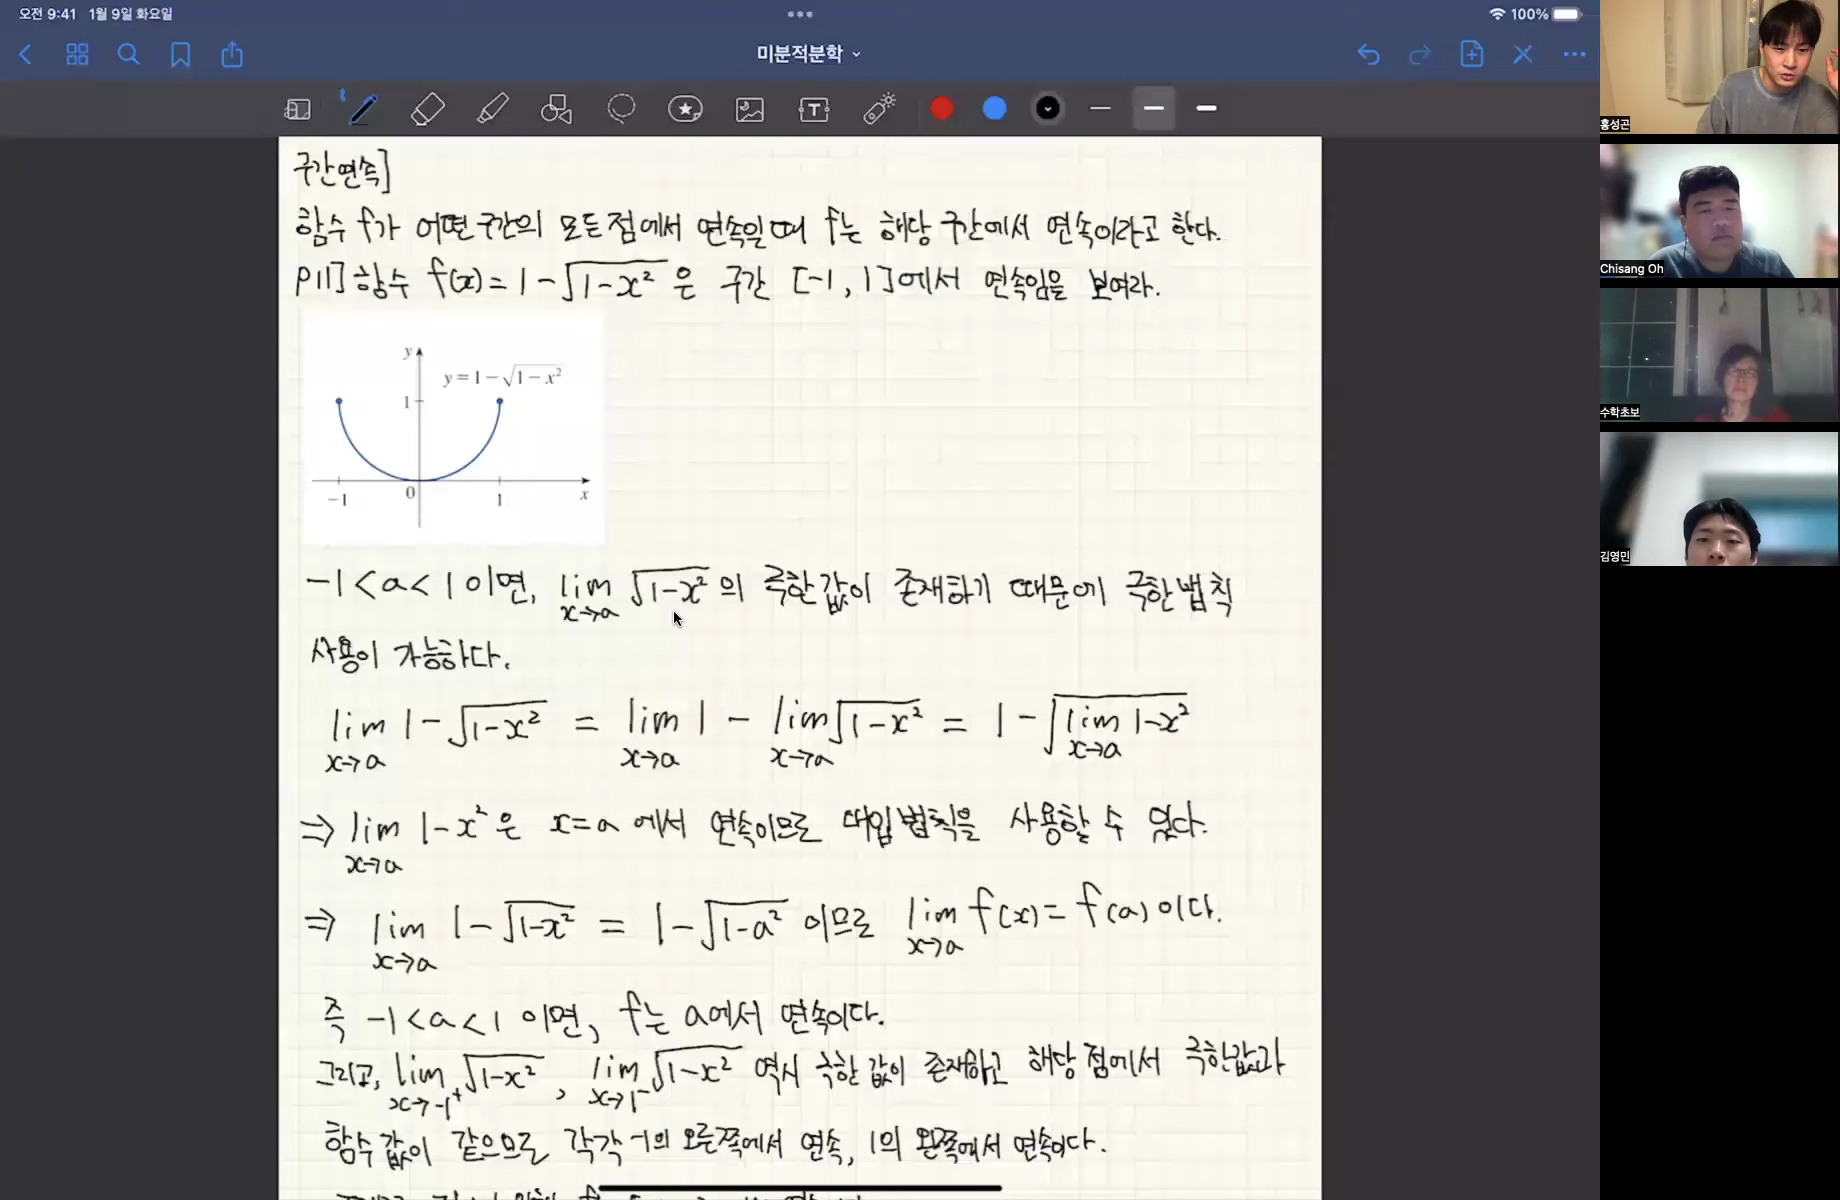 오전 9:41 1월 9일 화요일
100%
미분적분학
구간연속]
함수 f가 어떤 구간의 모든 점에서 연속일 때 f는 해당 구간에서 연속이라고 한다.
P11] 함수 f(x)=1-√(1-x²) 은 구간 [-1, 1]에서 연속임을 보여라.
y
y=1-√(1-x²)
1
-1 0 1 x
-1<a<1 이면, lim x→a √(1-x²) 의 극한값이 존재하기 때문에 극한법칙
사용이 가능하다.
lim x→a 1-√(1-x²) = lim x→a 1 - lim x→a √(1-x²) = 1-√(lim x→a 1-x²)
⇒ lim x→a 1-x² 은 x=a 에서 연속이므로 대입법칙을 사용할 수 있다.
⇒ lim x→a 1-√(1-x²) = 1-√(1-a²) 이므로 lim x→a f(x)=f(a)이다.
즉 -1<a<1 이면, f는 a에서 연속이다.
그리고, lim x→-1⁺ √(1-x²), lim x→1⁻ √(1-x²) 역시 극한값이 존재하고 해당 점에서 극한값과
함수값이 같으므로 각각 -1의 오른쪽에서 연속, 1의 왼쪽에서 연속이다.
홍성곤
Chisang Oh
수학초보
김영민